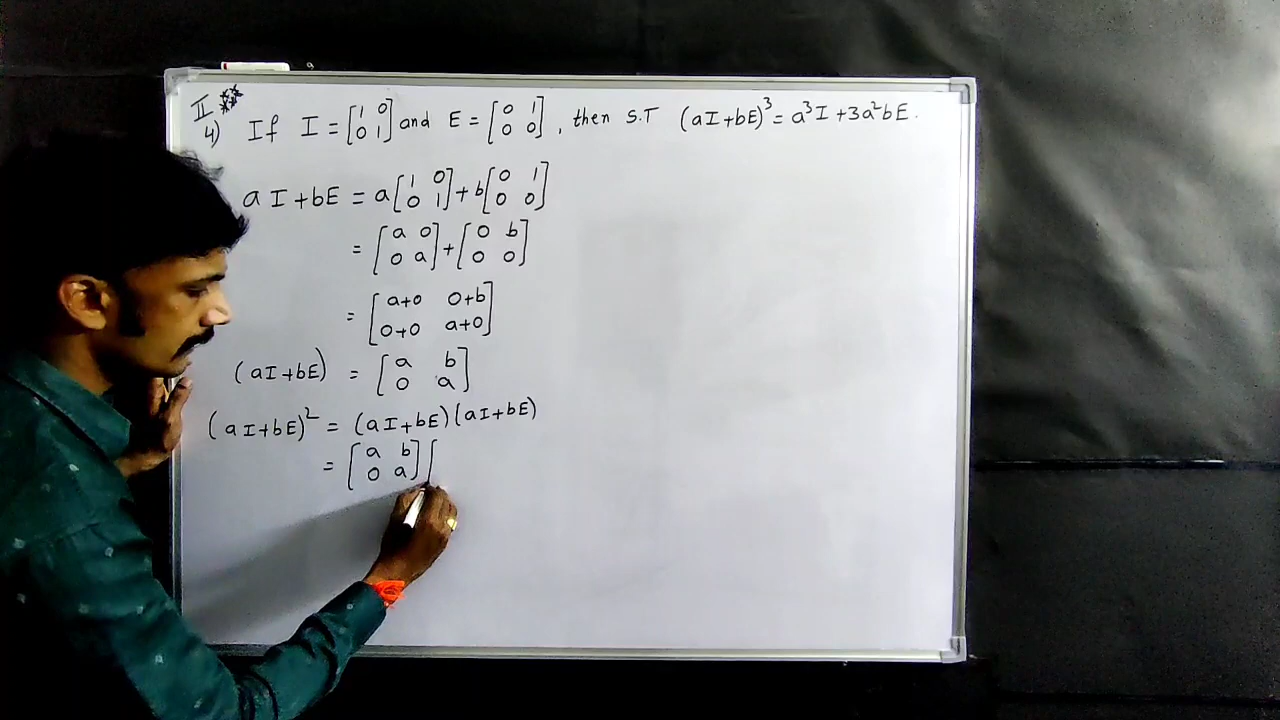 II **
4) If I = [1 0 0 1] and E = [0 1 0 0], then S.T (aI+bE)³ = a³I + 3a²bE.
aI+bE = a[1 0 0 1] + b[0 1 0 0]
= [a 0 0 a] + [0 b 0 0]
= [a+0 0+b 0+0 a+0]
(aI+bE) = [a b 0 a]
(aI+bE)² = (aI+bE)(aI+bE)
= [a b 0 a] [